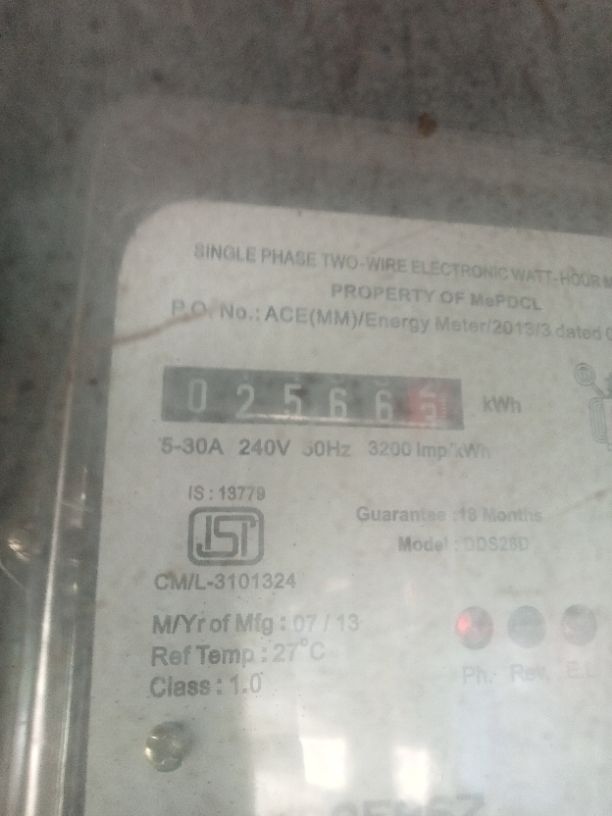 SINGLE PHASE TWO-WIRE ELECTRONIC WATT-HOUR M
PROPERTY OF MePDCL
P.O. No.: ACE(MM)/Energy Meter/2013/3 dated
0 2 5 6 6 5 kWh
5-30A 240V 50Hz 3200 Imp/kWh
IS : 13779
Guarantee :18 Months
ISI
Model : DDS28D
CM/L-3101324
M/Yr of Mfg : 07 / 13
Ref Temp : 27°C
Ph. Rev. E.L
Class : 1.0